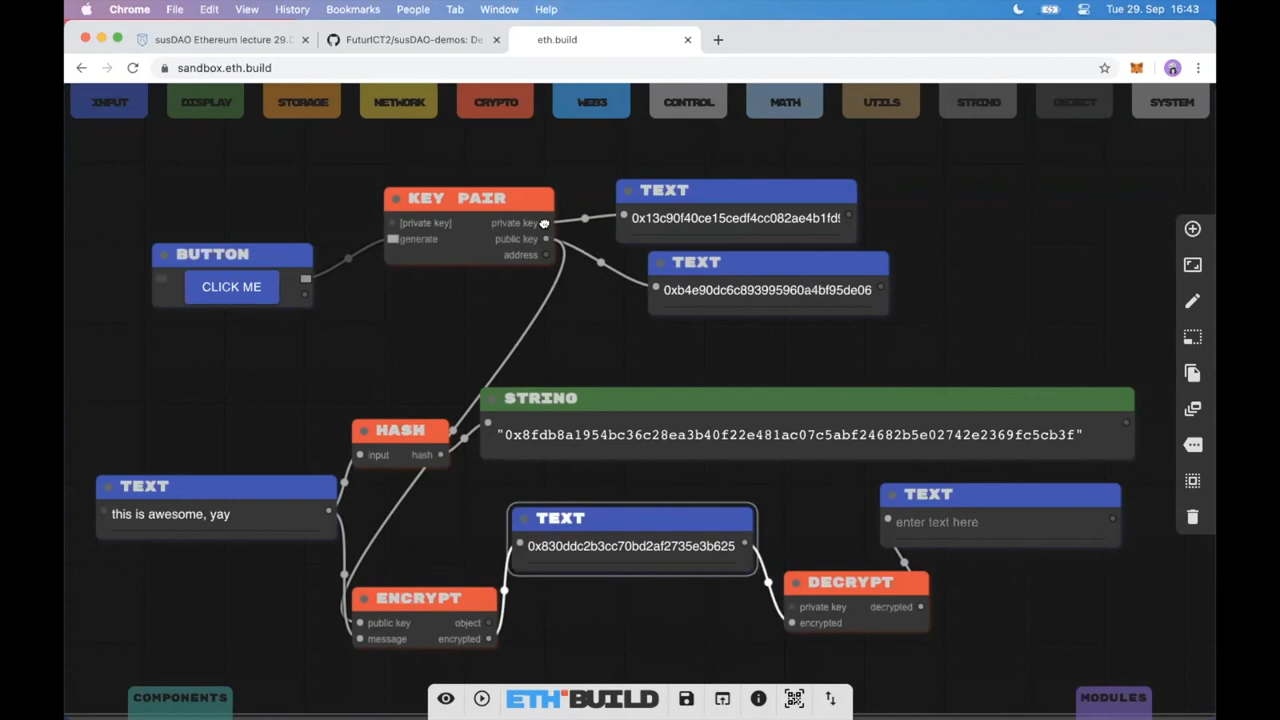 Chrome File Edit View History Bookmarks People Tab Window Help Tue 29. Sep 16:43
susDAO Ethereum lecture 29. FuturICT2/susDAO-demos: De eth.build
sandbox.eth.build
INPUT DISPLAY STORAGE NETWORK CRYPTO WEB3 CONTROL MATH UTILS STRING OBJECT SYSTEM
KEY PAIR
[private key] private key
generate public key
address
TEXT
0x13c90f40ce15cedf4cc082ae4b1fd
BUTTON
CLICK ME
TEXT
0xb4e90dc6c893995960a4bf95de06
STRING
"0x8fdb8a1954bc36c28ea3b40f22e481ac07c5abf24682b5e02742e2369fc5cb3f"
HASH
input hash
TEXT
this is awesome, yay
TEXT
0x830ddc2b3cc70bd2af2735e3b625
TEXT
enter text here
ENCRYPT
public key object
message encrypted
DECRYPT
private key decrypted
encrypted
COMPONENTS
ETH BUILD
MODULES